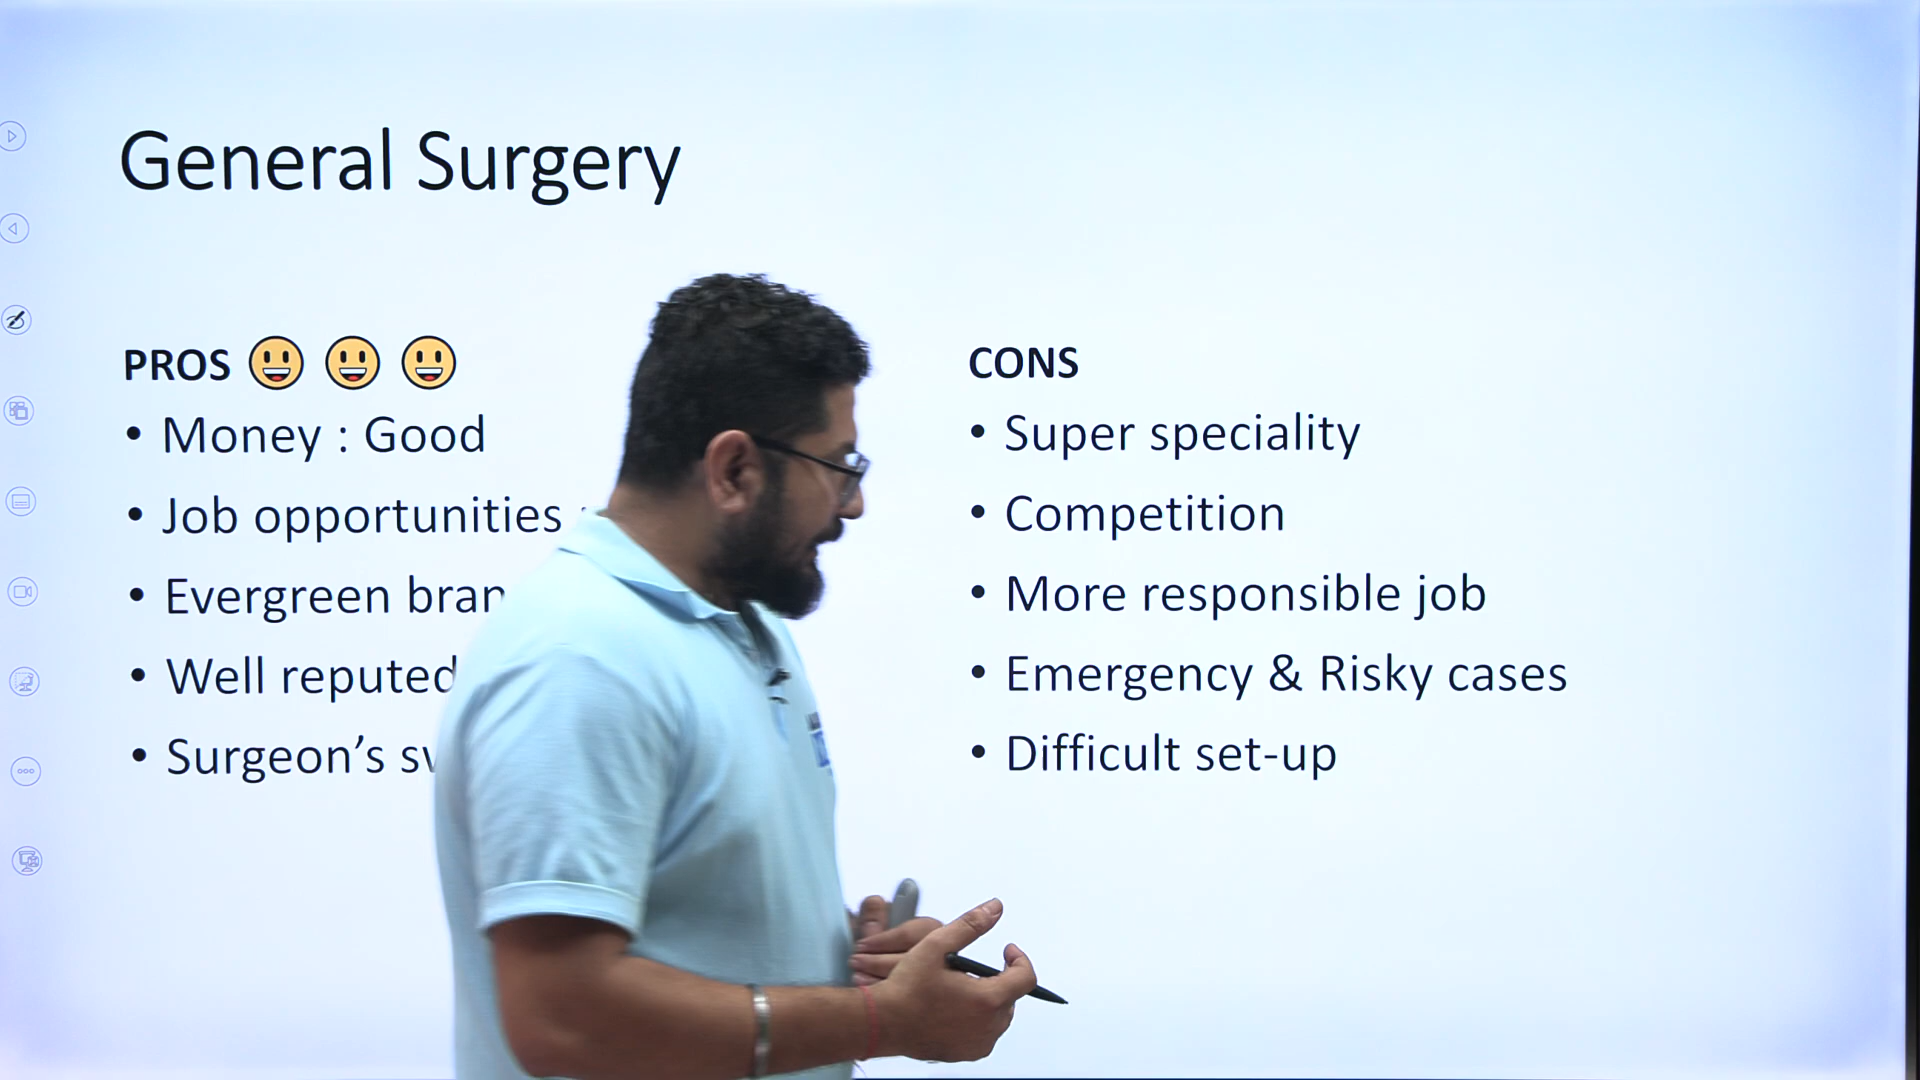 General Surgery
PROS
• Money : Good
• Job opportunities
• Evergreen
• Well reputed
• Surgeon’s
CONS
• Super speciality
• Competition
• More responsible job
• Emergency & Risky cases
• Difficult set-up